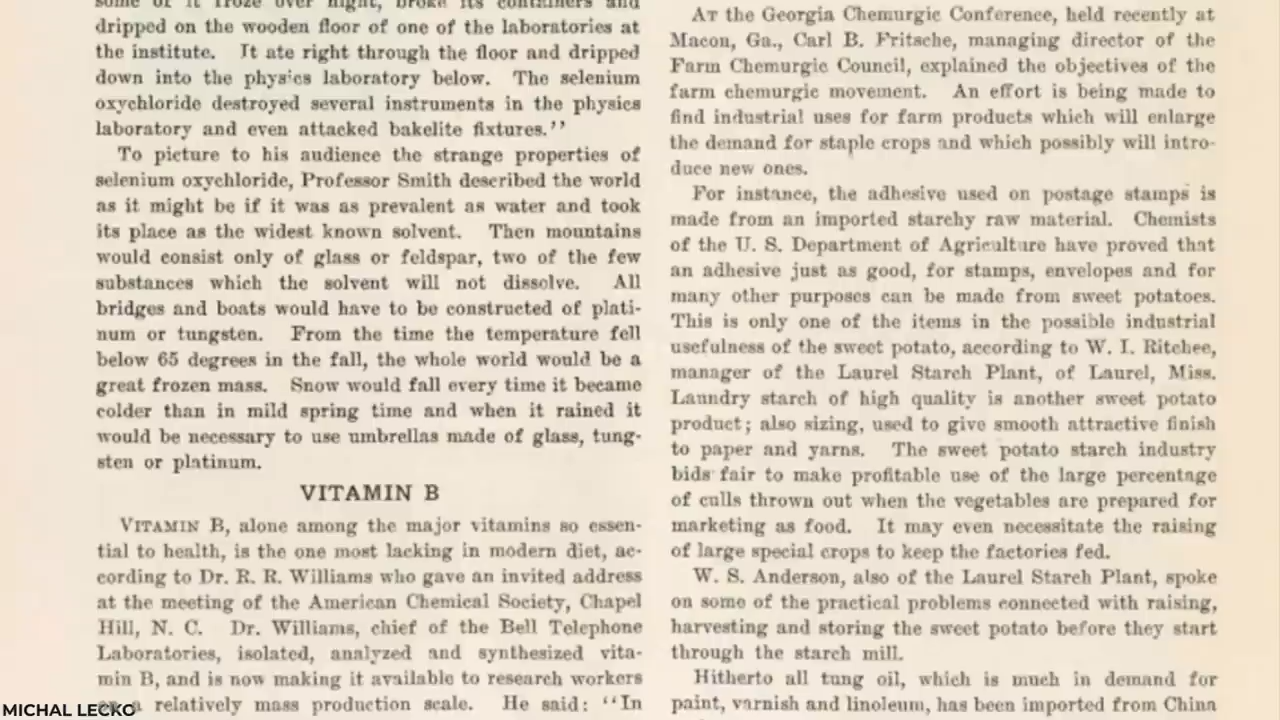 some of it froze over night, broke its containers and
dripped on the wooden floor of one of the laboratories at
the institute. It ate right through the floor and dripped
down into the physics laboratory below. The selenium
oxychloride destroyed several instruments in the physics
laboratory and even attacked bakelite fixtures.’’
To picture to his audience the strange properties of
selenium oxychloride, Professor Smith described the world
as it might be if it was as prevalent as water and took
its place as the widest known solvent. Then mountains
would consist only of glass or feldspar, two of the few
substances which the solvent will not dissolve. All
bridges and boats would have to be constructed of plati-
num or tungsten. From the time the temperature fell
below 65 degrees in the fall, the whole world would be a
great frozen mass. Snow would fall every time it became
colder than in mild spring time and when it rained it
would be necessary to use umbrellas made of glass, tung-
sten or platinum.
VITAMIN B
VITAMIN B, alone among the major vitamins so essen-
tial to health, is the one most lacking in modern diet, ac-
cording to Dr. R. R. Williams who gave an invited address
at the meeting of the American Chemical Society, Chapel
Hill, N. C. Dr. Williams, chief of the Bell Telephone
Laboratories, isolated, analyzed and synthesized vita-
min B, and is now making it available to research workers
a relatively mass production scale. He said: ‘‘In
AT the Georgia Chemurgic Conference, held recently at
Macon, Ga., Carl B. Fritsche, managing director of the
Farm Chemurgic Council, explained the objectives of the
farm chemurgic movement. An effort is being made to
find industrial uses for farm products which will enlarge
the demand for staple crops and which possibly will intro-
duce new ones.
For instance, the adhesive used on postage stamps is
made from an imported starchy raw material. Chemists
of the U. S. Department of Agriculture have proved that
an adhesive just as good, for stamps, envelopes and for
many other purposes can be made from sweet potatoes.
This is only one of the items in the possible industrial
usefulness of the sweet potato, according to W. I. Ritchee,
manager of the Laurel Starch Plant, of Laurel, Miss.
Laundry starch of high quality is another sweet potato
product; also sizing, used to give smooth attractive finish
to paper and yarns. The sweet potato starch industry
bids fair to make profitable use of the large percentage
of culls thrown out when the vegetables are prepared for
marketing as food. It may even necessitate the raising
of large special crops to keep the factories fed.
W. S. Anderson, also of the Laurel Starch Plant, spoke
on some of the practical problems connected with raising,
harvesting and storing the sweet potato before they start
through the starch mill.
Hitherto all tung oil, which is much in demand for
paint, varnish and linoleum, has been imported from China
MICHAL LECKO